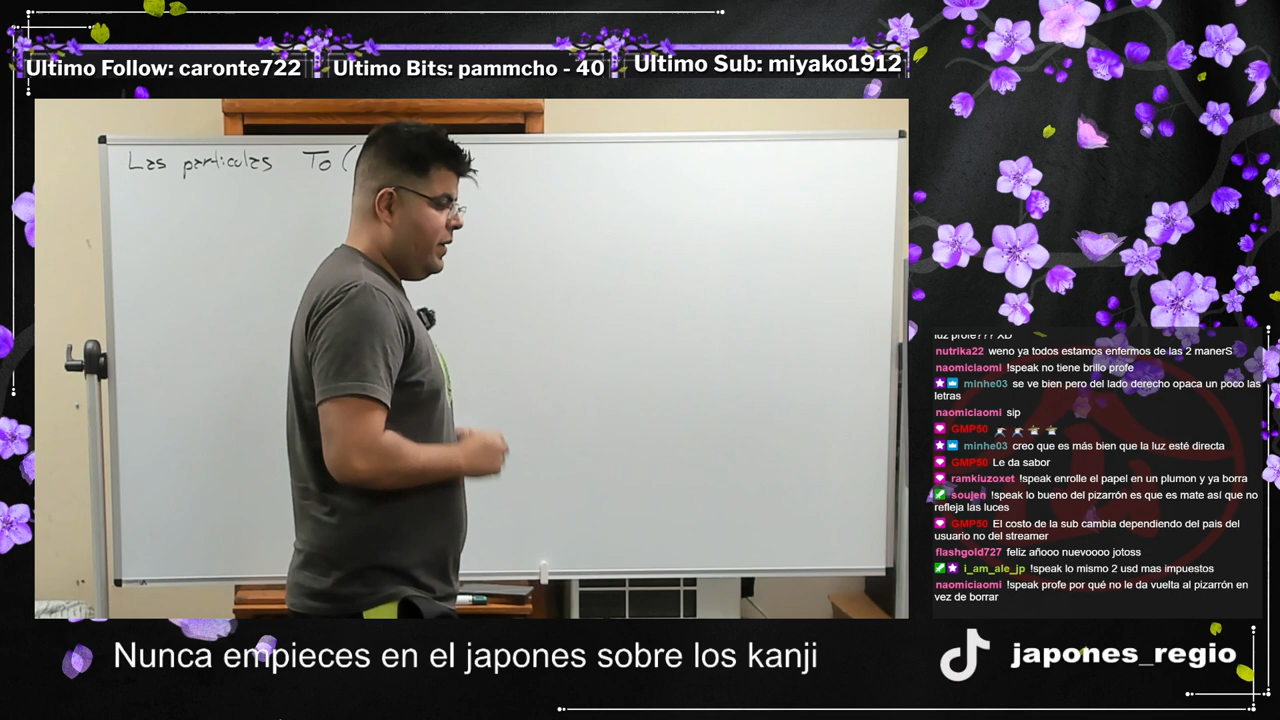 Ultimo Follow: caronte722
Ultimo Bits: pammcho - 40
Ultimo Sub: miyako1912
Las particulas To (
nutrika22 weno ya todos estamos enfermos de las 2 manerS
naomiciaomi !speak no tiene brillo profe
minhe03 se ve bien pero del lado derecho opaca un poco las
letras
naomiciaomi sip
GMP50
minhe03 creo que es más bien que la luz esté directa
GMP50 Le da sabor
ramkiuzoxet !speak enrolle el papel en un plumon y ya borra
soujen !speak lo bueno del pizarrón es que es mate así que no
refleja las luces
GMP50 El costo de la sub cambia dependiendo del pais del
usuario no del streamer
flashgold727 feliz añooo nuevoooo jotoss
i_am_ale_jp !speak lo mismo 2 usd mas impuestos
naomiciaomi !speak profe por qué no le da vuelta al pizarrón en
vez de borrar
Nunca empieces en el japones sobre los kanji
japones_regio